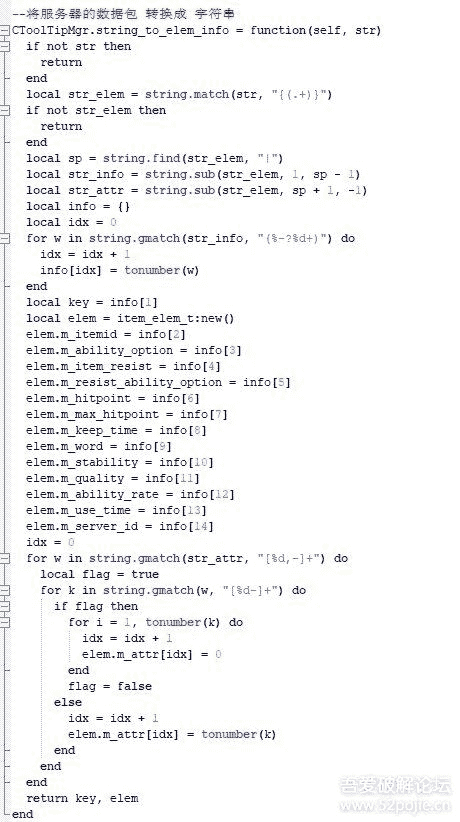 --将服务器的数据包 转换成 字符串
CToolTipMgr.string_to_elem_info = function(self, str)
  if not str then
    return
  end
  local str_elem = string.match(str, "{(.+)}")
  if not str_elem then
    return
  end
  local sp = string.find(str_elem, "|")
  local str_info = string.sub(str_elem, 1, sp - 1)
  local str_attr = string.sub(str_elem, sp + 1, -1)
  local info = {}
  local idx = 0
  for w in string.gmatch(str_info, "(%-?%d+)") do
    idx = idx + 1
    info[idx] = tonumber(w)
  end
  local key = info[1]
  local elem = item_elem_t:new()
  elem.m_itemid = info[2]
  elem.m_ability_option = info[3]
  elem.m_item_resist = info[4]
  elem.m_resist_ability_option = info[5]
  elem.m_hitpoint = info[6]
  elem.m_max_hitpoint = info[7]
  elem.m_keep_time = info[8]
  elem.m_word = info[9]
  elem.m_stability = info[10]
  elem.m_quality = info[11]
  elem.m_ability_rate = info[12]
  elem.m_use_time = info[13]
  elem.m_server_id = info[14]
  idx = 0
  for w in string.gmatch(str_attr, "[%d,-]+") do
    local flag = true
    for k in string.gmatch(w, "[%d-]+") do
      if flag then
        for i = 1, tonumber(k) do
          idx = idx + 1
          elem.m_attr[idx] = 0
        end
        flag = false
      else
        idx = idx + 1
        elem.m_attr[idx] = tonumber(k)
      end
    end
  end
  return key, elem
end
吾爱破解论坛
www.52pojie.cn